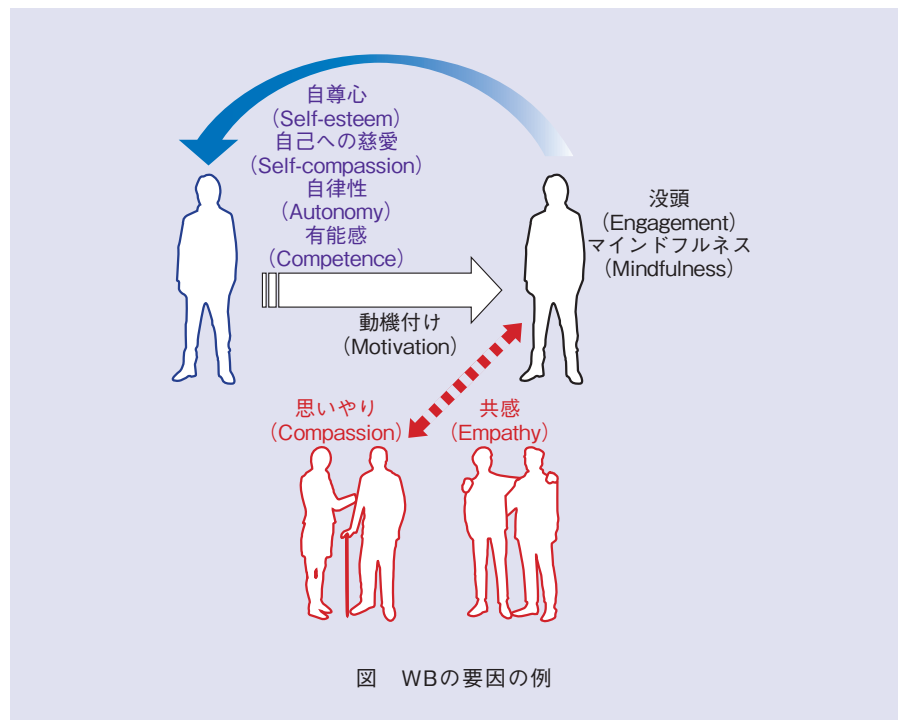 自尊心
(Self-esteem)
自己への慈愛
(Self-compassion)
自律性
(Autonomy)
有能感
(Competence)
動機付け
(Motivation)
没頭
(Engagement)
マインドフルネス
(Mindfulness)
思いやり
(Compassion)
共感
(Empathy)
図　WBの要因の例